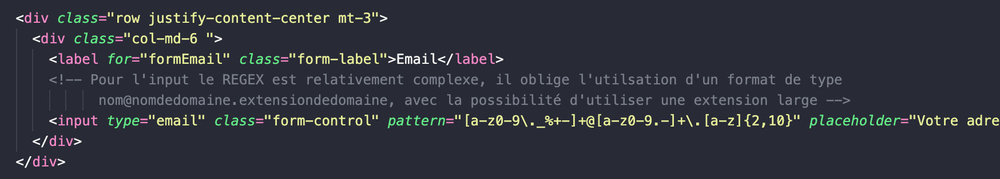 <div class="row justify-content-center mt-3">
<div class="col-md-6 ">
<label for="formEmail" class="form-label">Email</label>
<!-- Pour l'input le REGEX est relativement complexe, il oblige l'utilsation d'un format de type
nom@nomdedomaine.extensiondedomaine, avec la possibilité d'utiliser une extension large -->
<input type="email" class="form-control" pattern="[a-z0-9\._%+-]+@[a-z0-9.-]+\.[a-z]{2,10}" placeholder="Votre adre
</div>
</div>